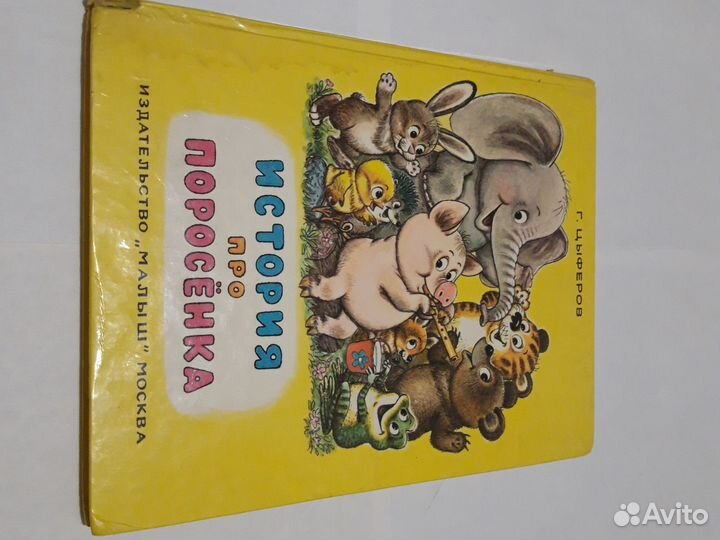 Г. ЦЫФЕРОВ
ИСТОРИЯ
ПРО
ПОРОСЁНКА
ИЗДАТЕЛЬСТВО „МАЛЫШ", МОСКВА
Avito